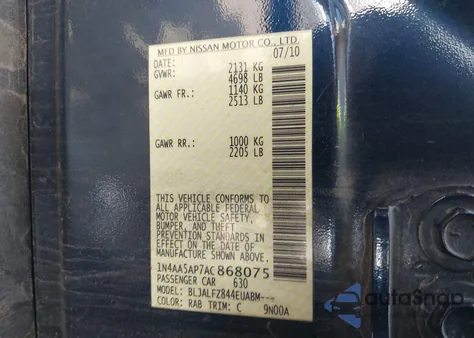 MFD BY NISSAN MOTOR CO., LTD.
DATE: 07/10
GVWR: 2131 KG
4698 LB
GAWR FR.: 1140 KG
2513 LB
GAWR RR.: 1000 KG
2205 LB
THIS VEHICLE CONFORMS TO
ALL APPLICABLE FEDERAL
MOTOR VEHICLE SAFETY,
BUMPER, AND THEFT
PREVENTION STANDARDS IN
EFFECT ON THE DATE OF
MANUFACTURE SHOWN ABOVE.
1N4AA5AP7AC868075
PASSENGER CAR 630
MODEL: BLJALFZ844EUABM---
COLOR: RAB TRIM: C 9N00A
AutoSnap